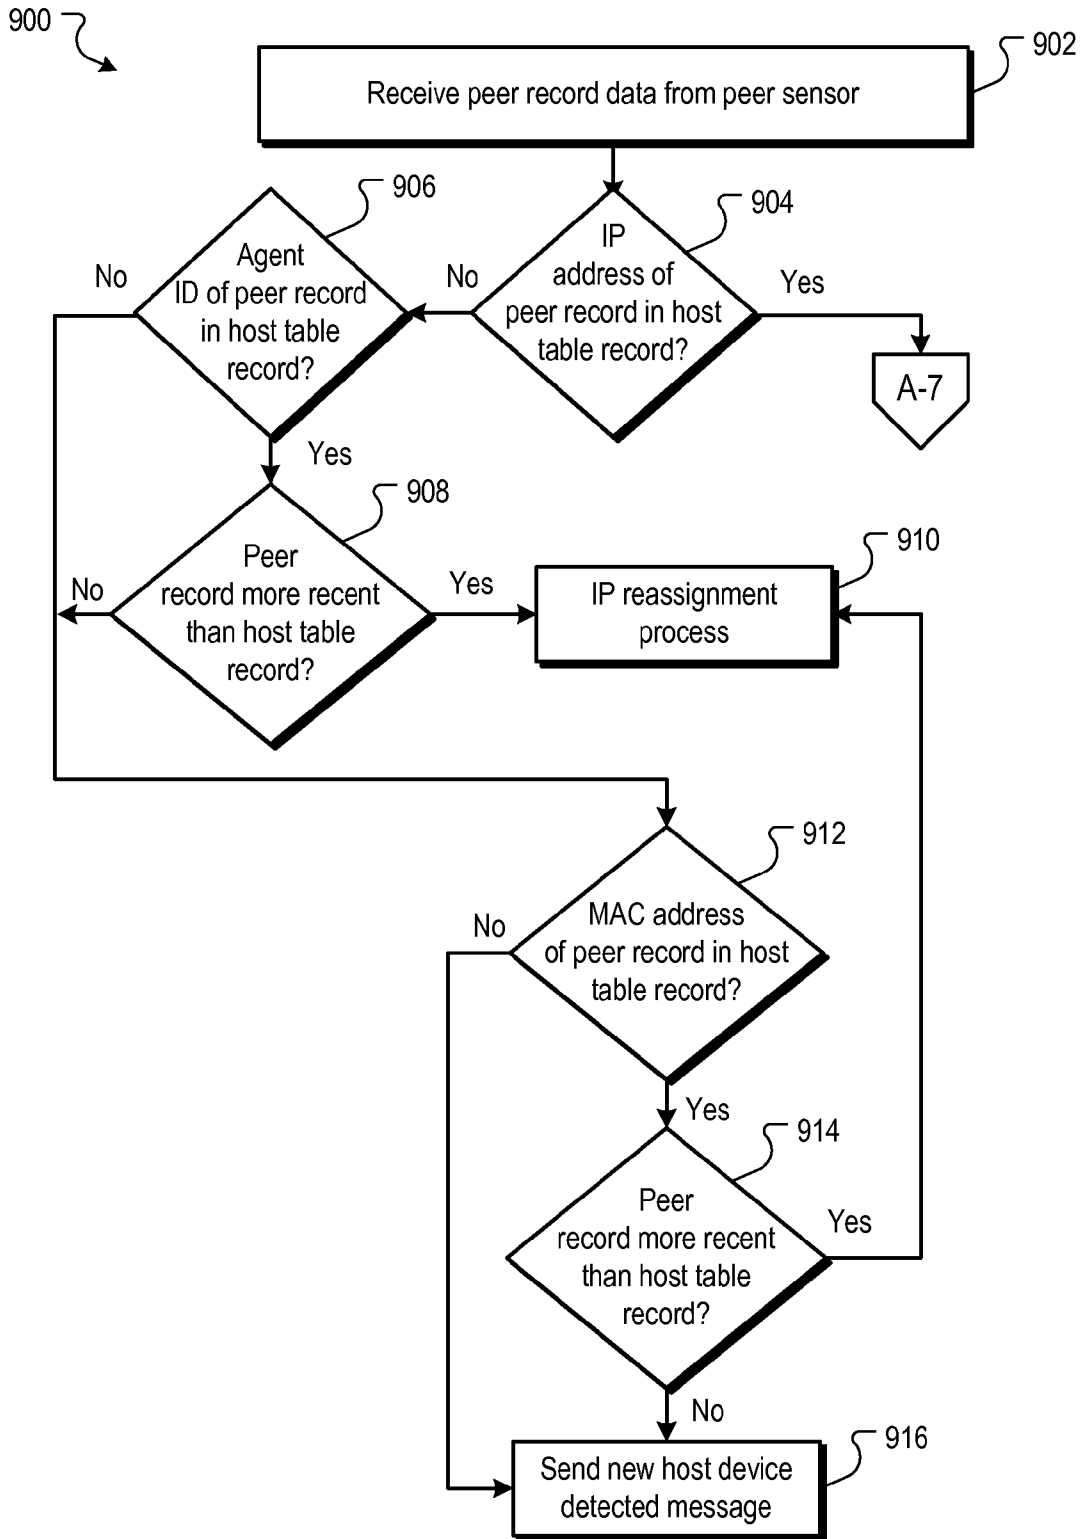 900
902
Receive peer record data from peer sensor
906
904
Agent
ID of peer record
in host table
record?
No
IP
address of
peer record in host
table record?
No
Yes
A-7
Yes
908
Peer
record more recent
than host table
record?
No
Yes
910
IP reassignment
process
912
MAC address
of peer record in host
table record?
No
Yes
914
Peer
record more recent
than host table
record?
Yes
No
916
Send new host device
detected message